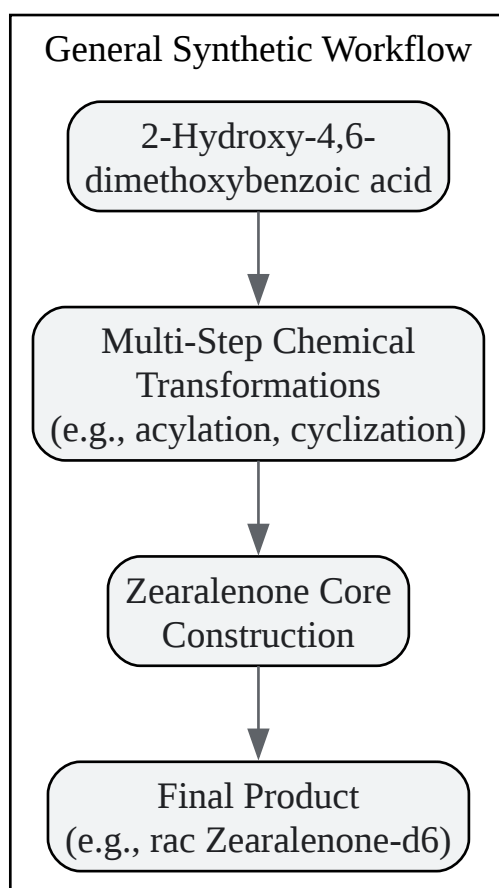 General Synthetic Workflow
2-Hydroxy-4,6-
dimethoxybenzoic acid
Multi-Step Chemical
Transformations
(e.g., acylation, cyclization)
Zearalenone Core
Construction
Final Product
(e.g., rac Zearalenone-d6)